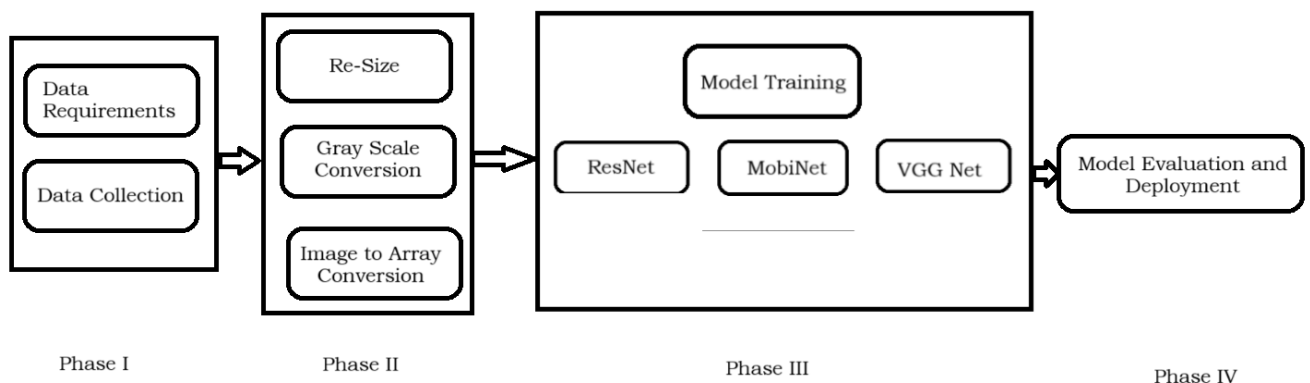 Data
Requirements
Data Collection
Re-Size
Gray Scale
Conversion
Image to Array
Conversion
Model Training
ResNet
MobiNet
VGG Net
Model Evaluation and
Deployment
Phase I
Phase II
Phase III
Phase IV